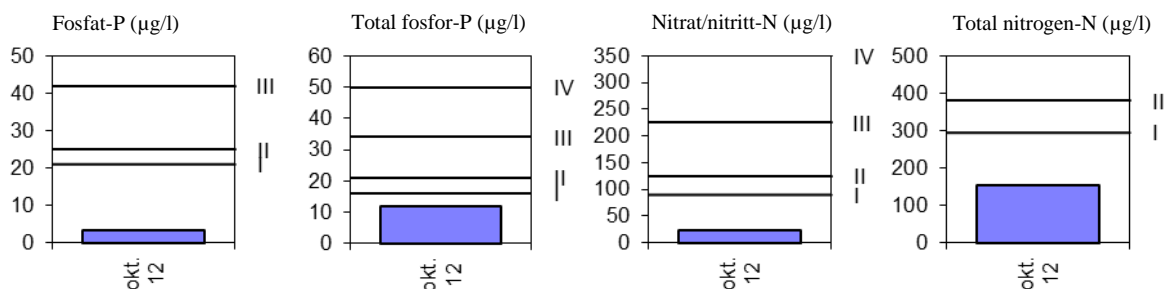 Fosfat-P (µg/l)
50
40
30
20
10
0
III
II
I
okt.
12
Total fosfor-P (µg/l)
60
50
40
30
20
10
0
IV
III
II
I
okt.
12
Nitrat/nitritt-N (µg/l)
350
300
250
200
150
100
50
0
IV
III
II
I
okt.
12
Total nitrogen-N (µg/l)
500
400
300
200
100
0
II
I
okt.
12